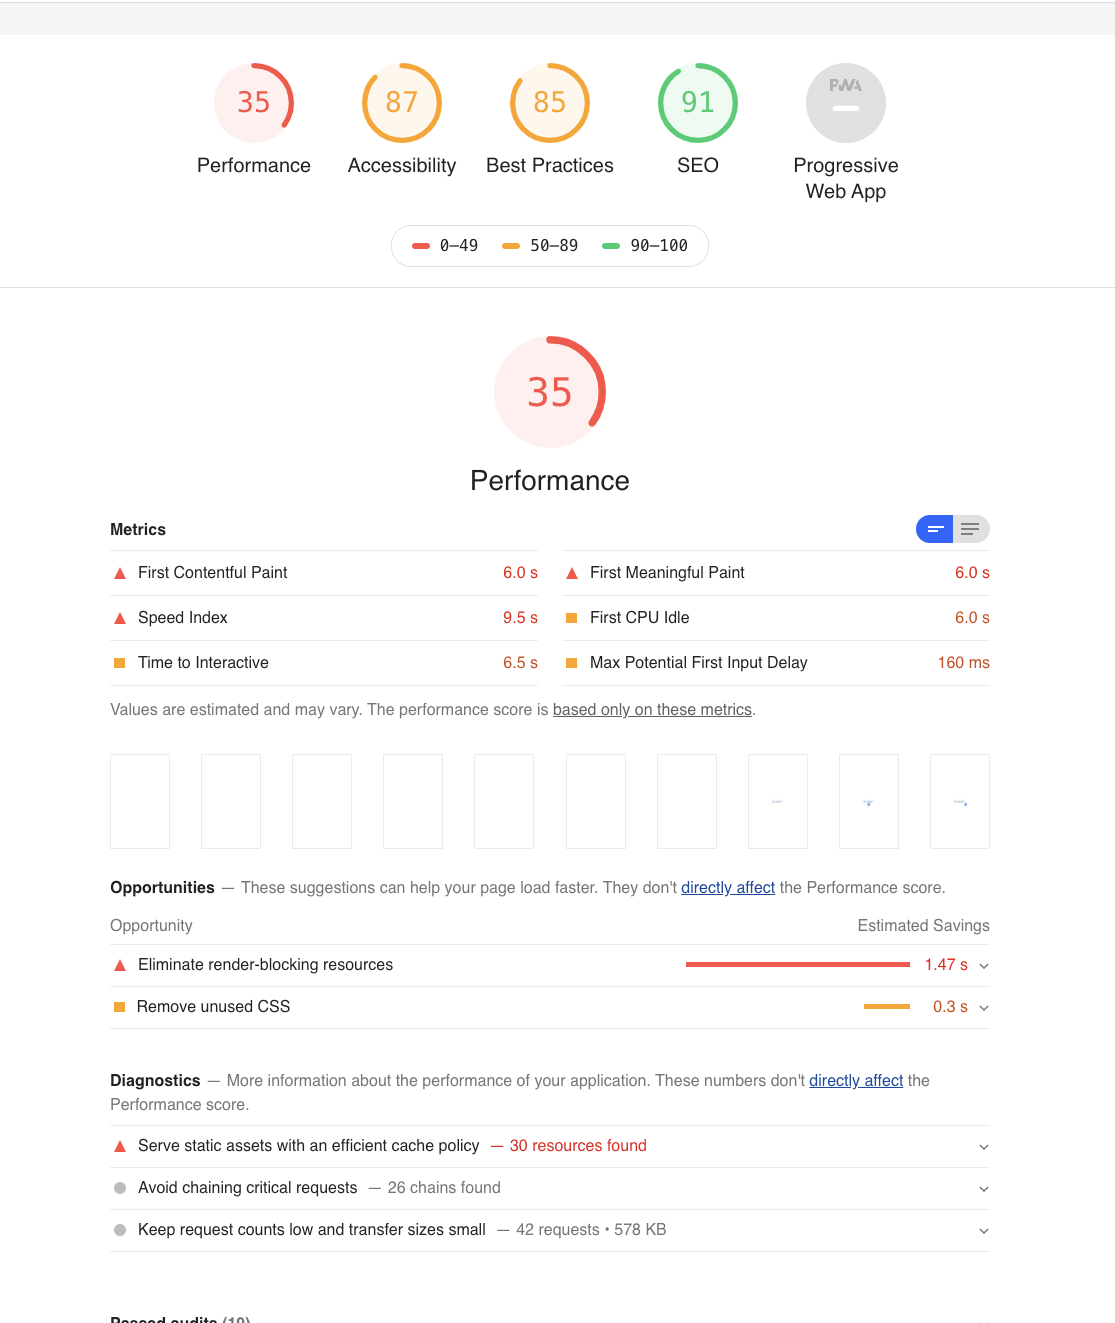 35
87
85
91
PWA
Performance
Accessibility
Best Practices
SEO
Progressive
Web App
0–49
50–89
90–100
35
Performance
Metrics
First Contentful Paint 6.0 s
First Meaningful Paint 6.0 s
Speed Index 9.5 s
First CPU Idle 6.0 s
Time to Interactive 6.5 s
Max Potential First Input Delay 160 ms
Values are estimated and may vary. The performance score is based only on these metrics.
Opportunities — These suggestions can help your page load faster. They don't directly affect the Performance score.
Opportunity Estimated Savings
Eliminate render-blocking resources 1.47 s
Remove unused CSS 0.3 s
Diagnostics — More information about the performance of your application. These numbers don't directly affect the
Performance score.
Serve static assets with an efficient cache policy — 30 resources found
Avoid chaining critical requests — 26 chains found
Keep request counts low and transfer sizes small — 42 requests • 578 KB
Passed audits (19)